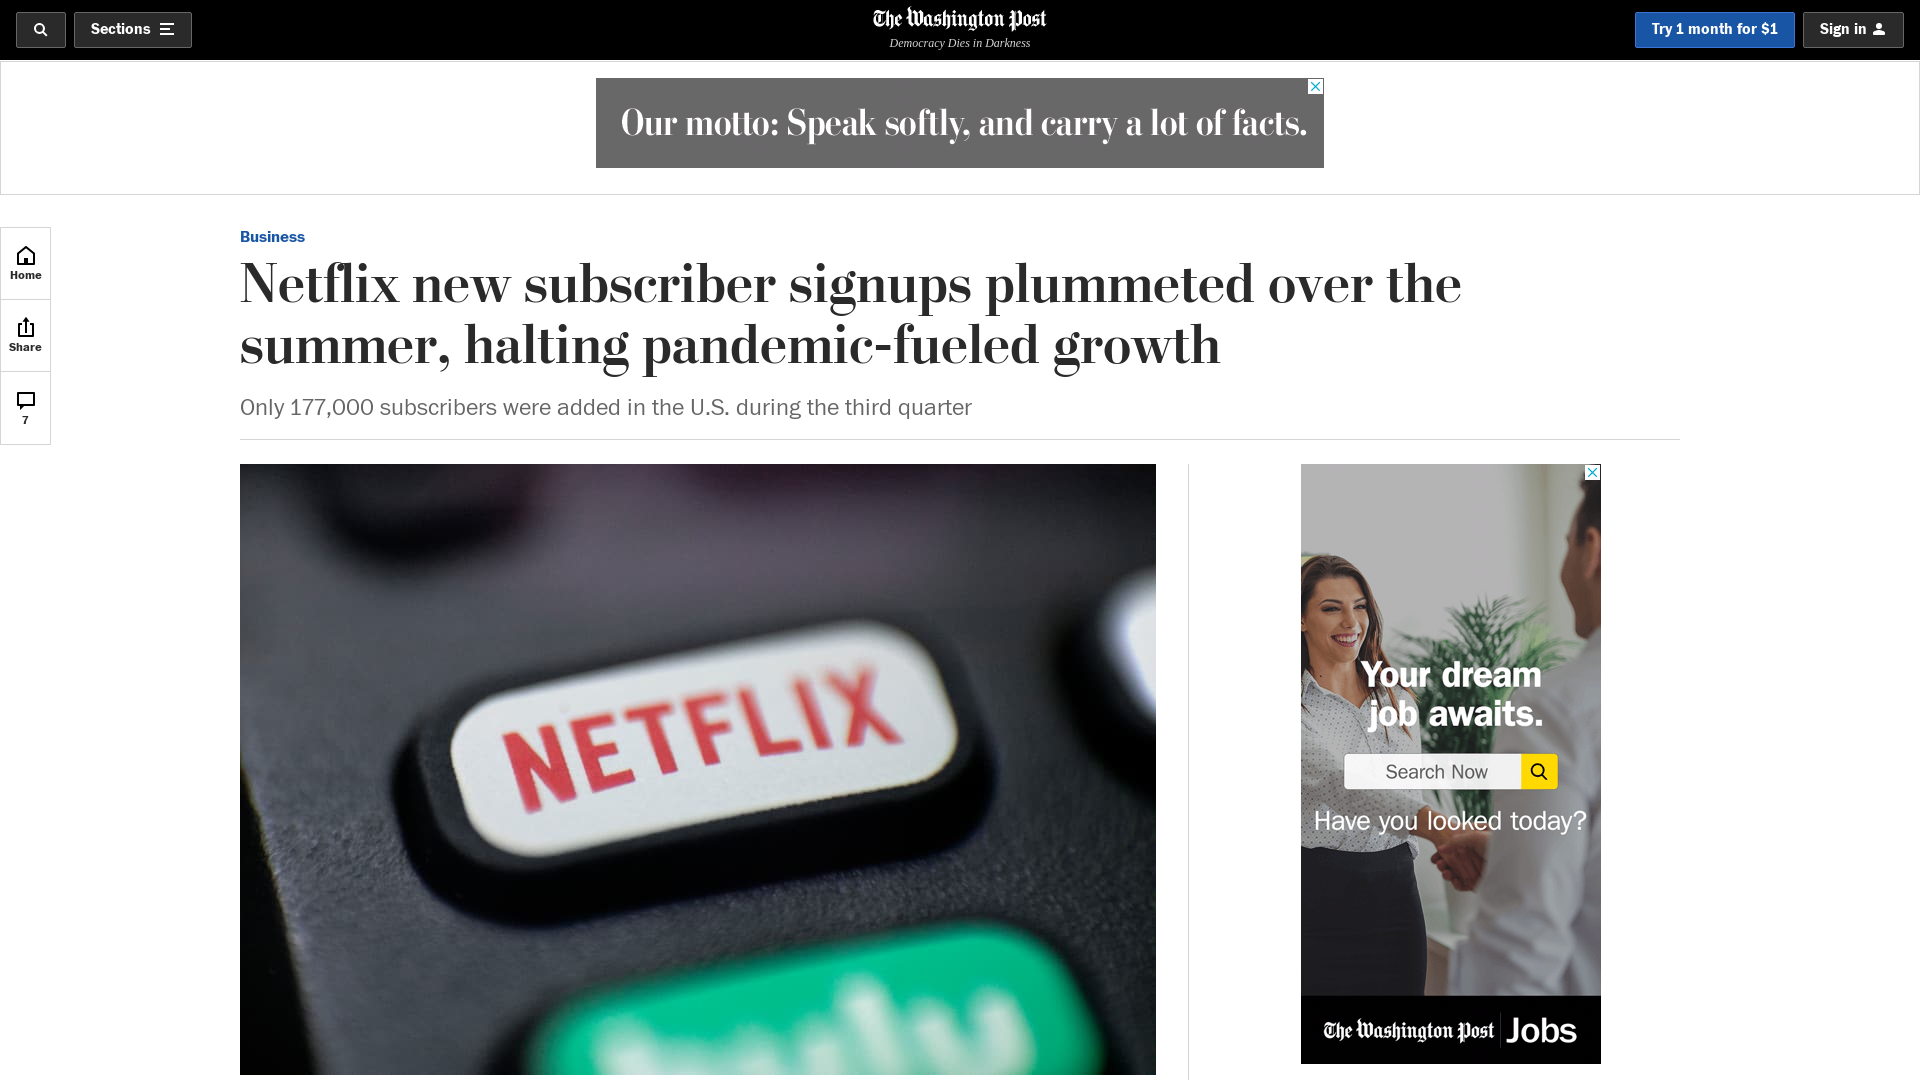 Sections
The Washington Post
Democracy Dies in Darkness
Try 1 month for $1
Sign in
Our motto: Speak softly, and carry a lot of facts.
Home
Share
7
Business
Netflix new subscriber signups plummeted over the
summer, halting pandemic-fueled growth
Only 177,000 subscribers were added in the U.S. during the third quarter
NETFLIX
hulu
Your dream
job awaits.
Search Now
Have you looked today?
The Washington Post Jobs